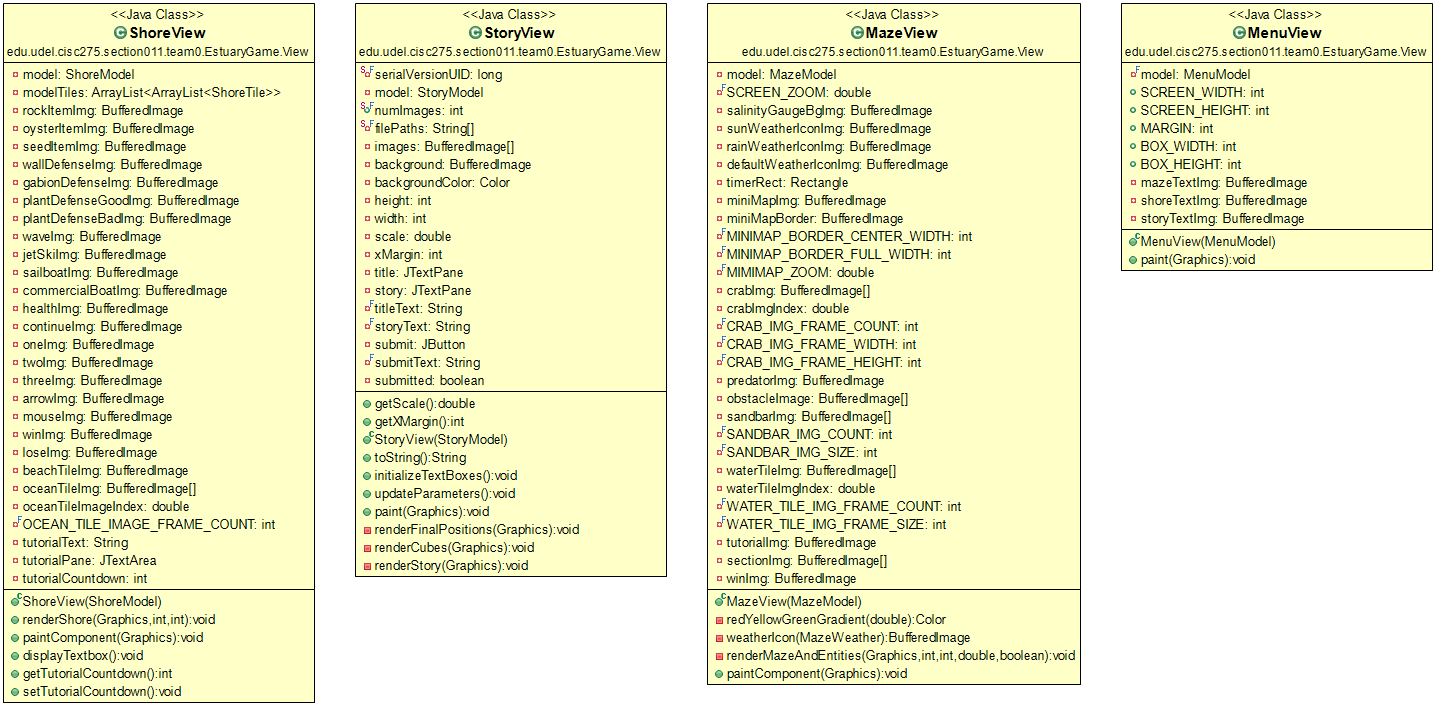 <<Java Class>>
ShoreView
edu.udel.cisc275.section011.team0.EstuaryGame.View
model: ShoreModel
modelTiles: ArrayList<ArrayList<ShoreTile>>
rockItemImg: BufferedImage
oysterItemImg: BufferedImage
seedItemImg: BufferedImage
wallDefenseImg: BufferedImage
gabionDefenseImg: BufferedImage
plantDefenseGoodImg: BufferedImage
plantDefenseBadImg: BufferedImage
waveImg: BufferedImage
jetSkiImg: BufferedImage
sailboatImg: BufferedImage
commercialBoatImg: BufferedImage
healthImg: BufferedImage
continueImg: BufferedImage
oneImg: BufferedImage
twoImg: BufferedImage
threeImg: BufferedImage
arrowImg: BufferedImage
mouseImg: BufferedImage
winImg: BufferedImage
loseImg: BufferedImage
beachTileImg: BufferedImage
oceanTileImg: BufferedImage[]
oceanTileImageIndex: double
OCEAN_TILE_IMAGE_FRAME_COUNT: int
tutorialText: String
tutorialPane: JTextArea
tutorialCountdown: int
ShoreView(ShoreModel)
renderShore(Graphics,int,int):void
paintComponent(Graphics):void
displayTextbox():void
getTutorialCountdown():int
setTutorialCountdown():void
<<Java Class>>
StoryView
edu.udel.cisc275.section011.team0.EstuaryGame.View
serialVersionUID: long
model: StoryModel
numImages: int
filePaths: String[]
images: BufferedImage[]
background: BufferedImage
backgroundColor: Color
height: int
width: int
scale: double
xMargin: int
title: JTextPane
story: JTextPane
titleText: String
storyText: String
submit: JButton
submitText: String
submitted: boolean
getScale():double
getXMargin():int
StoryView(StoryModel)
toString():String
initializeTextBoxes():void
updateParameters():void
paint(Graphics):void
renderFinalPositions(Graphics):void
renderCubes(Graphics):void
renderStory(Graphics):void
<<Java Class>>
MazeView
edu.udel.cisc275.section011.team0.EstuaryGame.View
model: MazeModel
SCREEN_ZOOM: double
salinityGaugeBgImg: BufferedImage
sunWeatherIconImg: BufferedImage
rainWeatherIconImg: BufferedImage
defaultWeatherIconImg: BufferedImage
timerRect: Rectangle
miniMapImg: BufferedImage
miniMapBorder: BufferedImage
MINIMAP_BORDER_CENTER_WIDTH: int
MINIMAP_BORDER_FULL_WIDTH: int
MIMIMAP_ZOOM: double
crabImg: BufferedImage[]
crabImgIndex: double
CRAB_IMG_FRAME_COUNT: int
CRAB_IMG_FRAME_WIDTH: int
CRAB_IMG_FRAME_HEIGHT: int
predatorImg: BufferedImage
obstacleImage: BufferedImage[]
sandbarImg: BufferedImage[]
SANDBAR_IMG_COUNT: int
SANDBAR_IMG_SIZE: int
waterTileImg: BufferedImage[]
waterTileImgIndex: double
WATER_TILE_IMG_FRAME_COUNT: int
WATER_TILE_IMG_FRAME_SIZE: int
tutorialImg: BufferedImage
sectionImg: BufferedImage[]
winImg: BufferedImage
MazeView(MazeModel)
redYellowGreenGradient(double):Color
weatherIcon(MazeWeather):BufferedImage
renderMazeAndEntities(Graphics,int,int,double,boolean):void
paintComponent(Graphics):void
<<Java Class>>
MenuView
edu.udel.cisc275.section011.team0.EstuaryGame.View
model: MenuModel
SCREEN_WIDTH: int
SCREEN_HEIGHT: int
MARGIN: int
BOX_WIDTH: int
BOX_HEIGHT: int
mazeTextImg: BufferedImage
shoreTextImg: BufferedImage
storyTextImg: BufferedImage
MenuView(MenuModel)
paint(Graphics):void